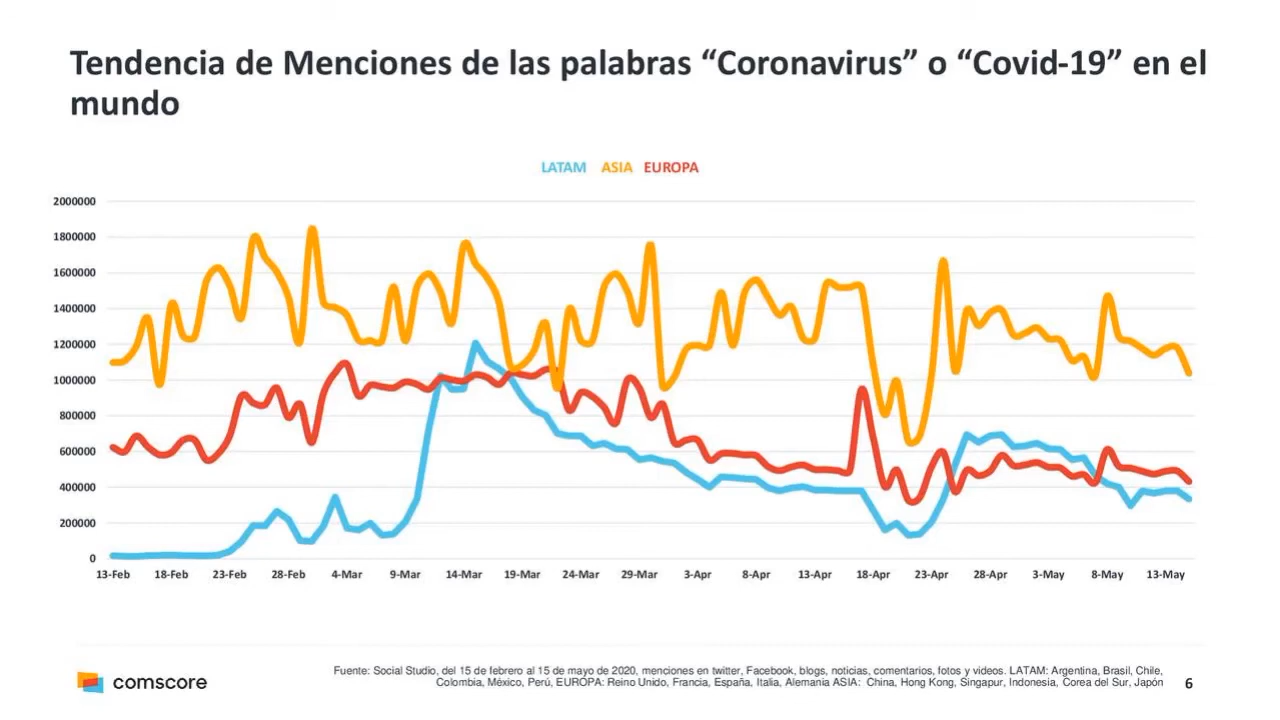 Tendencia de Menciones de las palabras “Coronavirus” o “Covid-19” en el
mundo
LATAM ASIA EUROPA
2000000
1800000
1600000
1400000
1200000
1000000
800000
600000
400000
200000
0
13-Feb 18-Feb 23-Feb 28-Feb 4-Mar 9-Mar 14-Mar 19-Mar 24-Mar 29-Mar 3-Apr 8-Apr 13-Apr 18-Apr 23-Apr 28-Apr 3-May 8-May 13-May
comscore
Fuente: Social Studio, del 15 de febrero al 15 de mayo de 2020, menciones en twitter, Facebook, blogs, noticias, comentarios, fotos y videos. LATAM: Argentina, Brasil, Chile,
Colombia, México, Perú, EUROPA: Reino Unido, Francia, España, Italia, Alemania ASIA: China, Hong Kong, Singapur, Indonesia, Corea del Sur, Japón
6